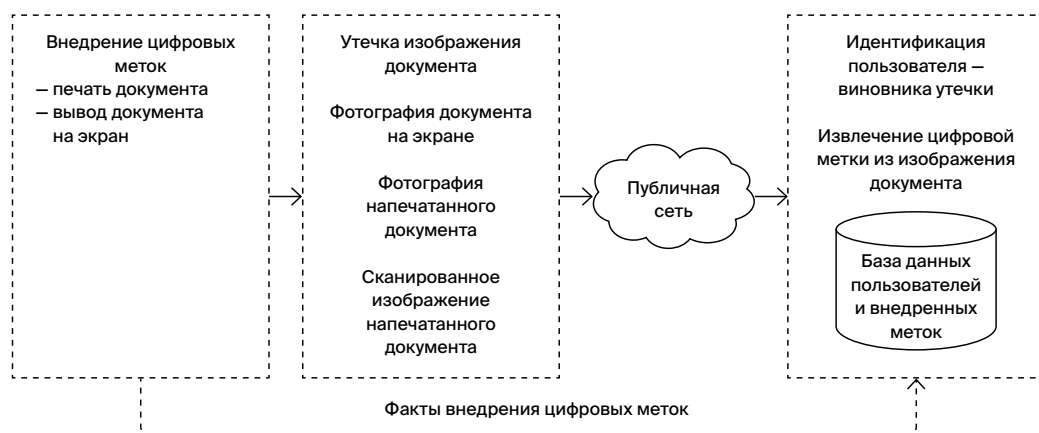 Внедрение цифровых
меток
— печать документа
— вывод документа
на экран
Утечка изображения
документа
Фотография документа
на экране
Фотография
напечатанного
документа
Сканированное
изображение
напечатанного
документа
Публичная
сеть
Идентификация
пользователя —
виновника утечки
Извлечение цифровой
метки из изображения
документа
База данных
пользователей
и внедренных
меток
Факты внедрения цифровых меток